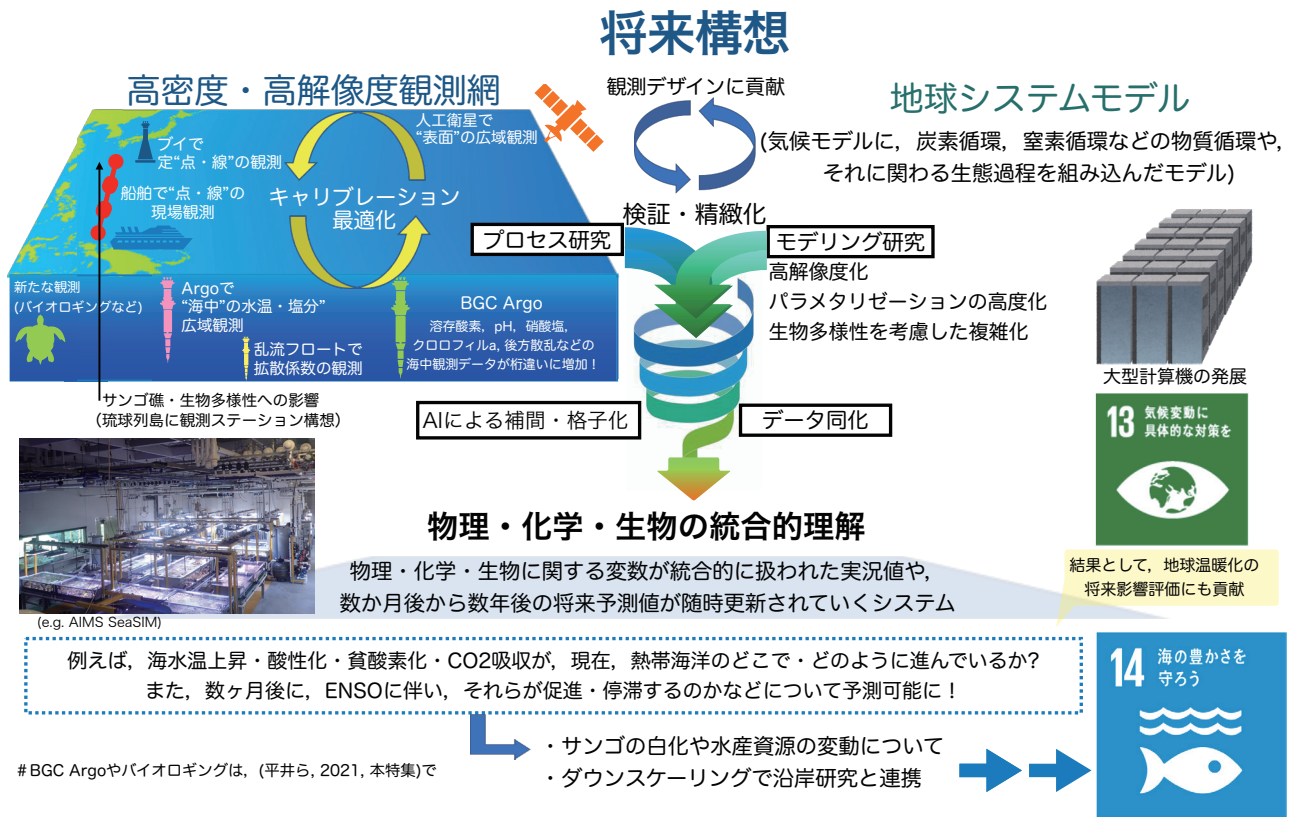 将来構想
高密度・高解像度観測網
観測デザインに貢献
地球システムモデル
(気候モデルに，炭素循環，窒素循環などの物質循環や，
それに関わる生態過程を組み込んだモデル)
人工衛星で
“表面”の広域観測
ブイで
定“点・線”の観測
船舶で“点・線”の
現場観測
キャリブレーション
最適化
検証・精緻化
プロセス研究
モデリング研究
高解像度化
パラメタリゼーションの高度化
生物多様性を考慮した複雑化
新たな観測
(バイオロギングなど)
Argoで
“海中”の水温・塩分”
広域観測
乱流フロートで
拡散係数の観測
BGC Argo
溶存酸素，pH，硝酸塩，
クロロフィルa, 後方散乱などの
海中観測データが桁違いに増加！
大型計算機の発展
サンゴ礁・生物多様性への影響
（琉球列島に観測ステーション構想）
AIによる補間・格子化
データ同化
13 気候変動に
具体的な対策を
物理・化学・生物の統合的理解
物理・化学・生物に関する変数が統合的に扱われた実況値や，
数か月後から数年後の将来予測値が随時更新されていくシステム
結果として，地球温暖化の
将来影響評価にも貢献
(e.g. AIMS SeaSIM)
例えば，海水温上昇・酸性化・貧酸素化・CO2吸収が，現在，熱帯海洋のどこで・どのように進んでいるか?
また，数ヶ月後に，ENSOに伴い，それらが促進・停滞するのかなどについて予測可能に！
14 海の豊かさを
守ろう
・サンゴの白化や水産資源の変動について
・ダウンスケーリングで沿岸研究と連携
＃BGC Argoやバイオロギングは，(平井ら, 2021, 本特集)で